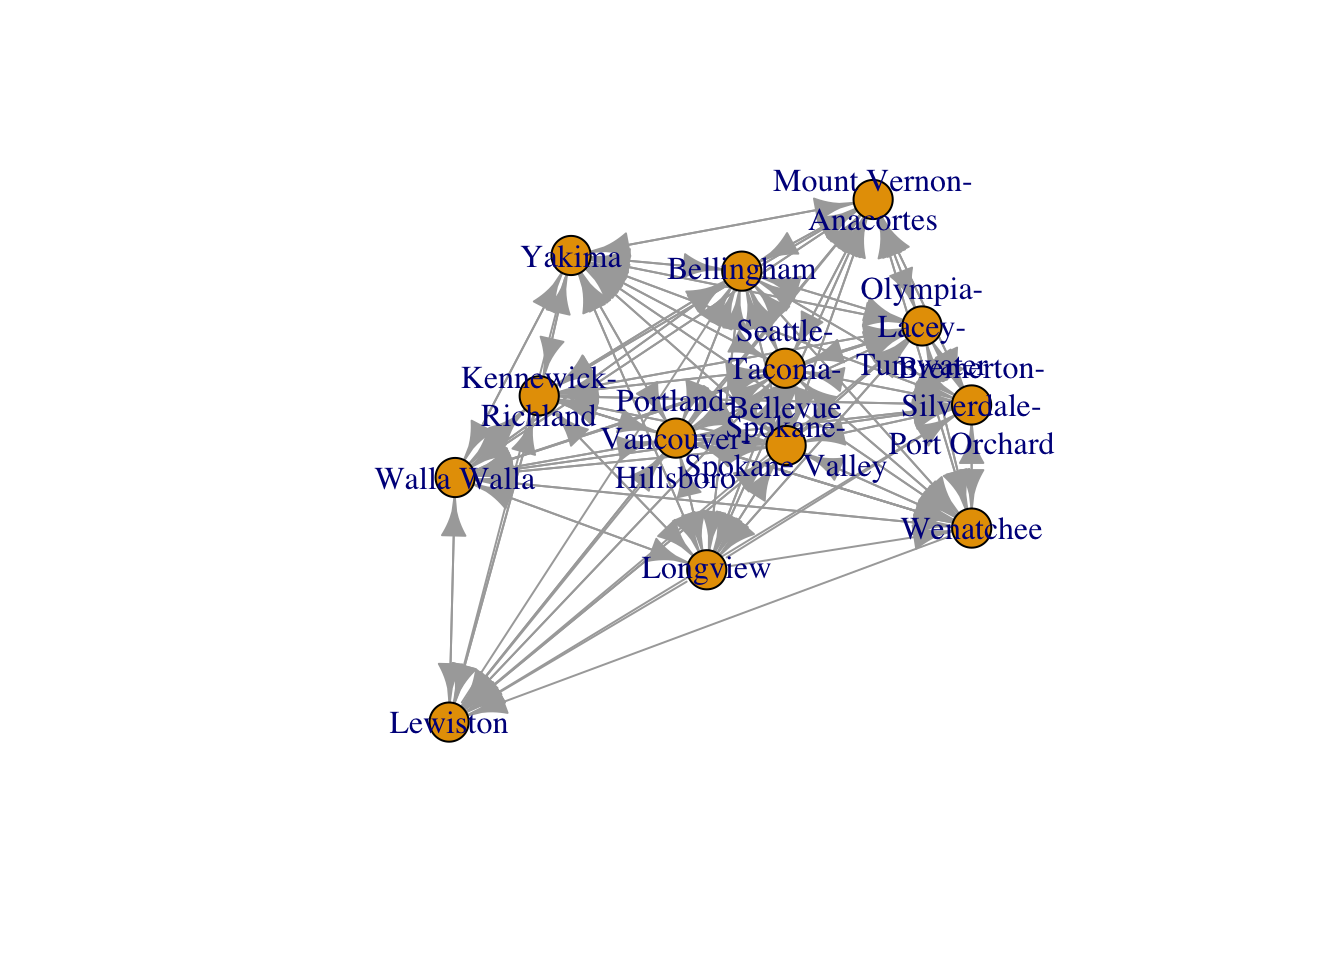 Mount Vernon-
Anacortes
Yakima
Bellingham
Olympia-
Lacey-
Tumwater
Seattle-
Tacoma-
Bellevue
Bremerton-
Silverdale-
Port Orchard
Kennewick-
Richland
Portland-
Vancouver-
Hillsboro
Spokane-
Spokane Valley
Walla Walla
Wenatchee
Longview
Lewiston